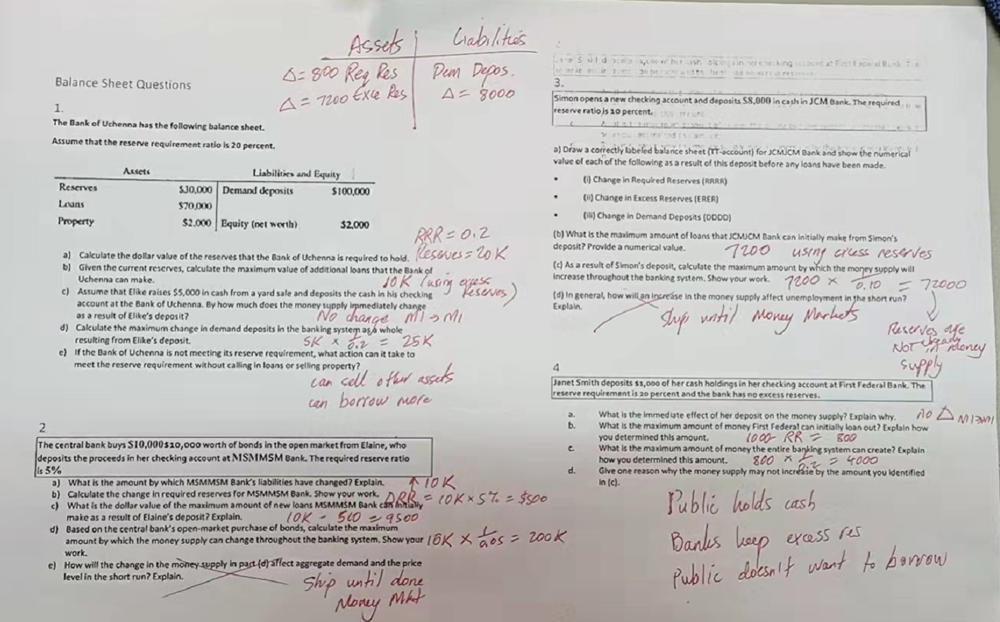 Assets Liabilities
Δ= 800 Req Res Dem Depos.
Δ= 7200 Exce Res Δ= 8000
Balance Sheet Questions
1.
The Bank of Uchenna has the following balance sheet.
Assume that the reserve requirement ratio is 20 percent.
Assets Liabilities and Equity
Reserves $30,000 Demand deposits $100,000
Loans $70,000
Property $2,000 Equity (net worth) $2,000
RRR = 0.2
a) Calculate the dollar value of the reserves that the Bank of Uchenna is required to hold. Reserves = 20K
b) Given the current reserves, calculate the maximum value of additional loans that the Bank of
Uchenna can make. 10K (using excess Reserves)
c) Assume that Elike raises $5,000 in cash from a yard sale and deposits the cash in his checking
account at the Bank of Uchenna. By how much does the money supply immediately change
as a result of Elike's deposit? No change M1→M1
d) Calculate the maximum change in demand deposits in the banking system as a whole
resulting from Elike's deposit. 5K × 1/0.2 = 25K
e) If the Bank of Uchenna is not meeting its reserve requirement, what action can it take to
meet the reserve requirement without calling in loans or selling property?
can sell other assets
can borrow more
2
The central bank buys $10,000$10,000 worth of bonds in the open market from Elaine, who
deposits the proceeds in her checking account at MSMMSM Bank. The required reserve ratio
is 5%
a) What is the amount by which MSMMSM Bank's liabilities have changed? Explain. ↑10K
b) Calculate the change in required reserves for MSMMSM Bank. Show your work. ΔRR = 10K×5% = $500
c) What is the dollar value of the maximum amount of new loans MSMMSM Bank can initially
make as a result of Elaine's deposit? Explain. 10K - 500 = 9500
d) Based on the central bank's open-market purchase of bonds, calculate the maximum
amount by which the money supply can change throughout the banking system. Show your 10K × 1/0.05 = 200K
work.
e) How will the change in the money supply in part (d) affect aggregate demand and the price
level in the short run? Explain.
Skip until done
Money Mkt
3.
Simon opens a new checking account and deposits $8,000 in cash in JCM Bank. The required
reserve ratio is 10 percent.
a) Draw a correctly labeled balance sheet (TT-account) for JCMJCM Bank and show the numerical
value of each of the following as a result of this deposit before any loans have been made.
• (i) Change in Required Reserves (RRRR)
• (ii) Change in Excess Reserves (ERER)
• (iii) Change in Demand Deposits (DDDD)
(b) What is the maximum amount of loans that JCMJCM Bank can initially make from Simon's
deposit? Provide a numerical value. 7200 using excess reserves
(c) As a result of Simon's deposit, calculate the maximum amount by which the money supply will
increase throughout the banking system. Show your work. 7200 × 1/0.10 = 72000
(d) In general, how will an increase in the money supply affect unemployment in the short run?
Explain.
Skip until Money Markets
Reserves are
NOT already in money
supply
4
Janet Smith deposits $1,000 of her cash holdings in her checking account at First Federal Bank. The
reserve requirement is 20 percent and the bank has no excess reserves.
a. What is the immediate effect of her deposit on the money supply? Explain why. no Δ M1→M1
b. What is the maximum amount of money First Federal can initially loan out? Explain how
you determined this amount. 1000- RR = 800
c. What is the maximum amount of money the entire banking system can create? Explain
how you determined this amount. 800 × 1/0.2 = 4000
d. Give one reason why the money supply may not increase by the amount you identified
in (c).
Public holds cash
Banks keep excess res
Public doesn't want to borrow